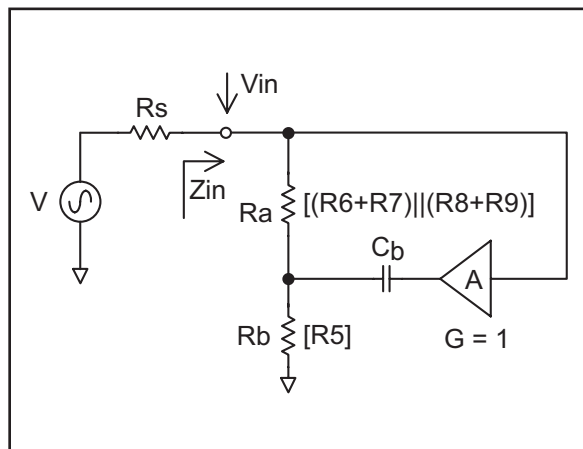 Vin
Rs
V
Zin
Ra
[(R6+R7)||(R8+R9)]
Cb
A
G = 1
Rb
[R5]